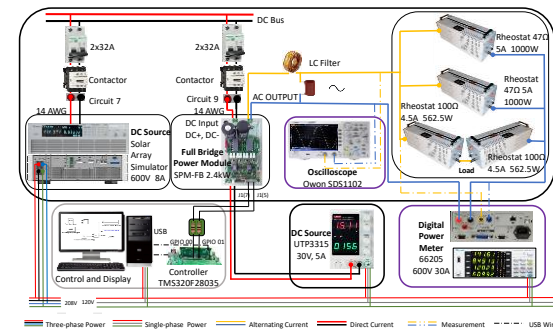 DC Bus
2x32A
2x32A
Contactor
Contactor
Circuit 7
Circuit 9
14 AWG
14 AWG
LC Filter
AC OUTPUT
DC Input
DC+, DC-
Full Bridge
Power Module
SPM-FB 2.4kW
DC Source
Solar
Array
Simulator
600V 8A
Oscilloscope
Owon SDS1102
Rheostat 47Ω
5A 1000W
Rheostat
47Ω 5A
1000W
Rheostat 100Ω
4.5A 562.5W
Rheostat 100Ω
4.5A 562.5W
Load
J1(7)
J1(5)
USB
GPIO 00
GPIO 01
Control and Display
Controller
TMS320F28035
DC Source
UTP3315
30V, 5A
Digital
Power
Meter
66205
600V 30A
208V
120V
Three-phase Power
Single-phase Power
Alternating Current
Direct Current
Measurement
USB Wi